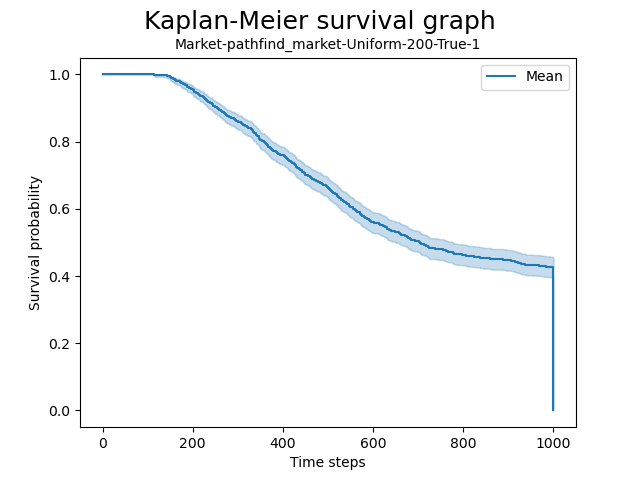 Kaplan-Meier survival graph
Market-pathfind_market-Uniform-200-True-1
Mean
1.0
0.8
0.6
0.4
0.2
0.0
Survival probability
0 200 400 600 800 1000
Time steps